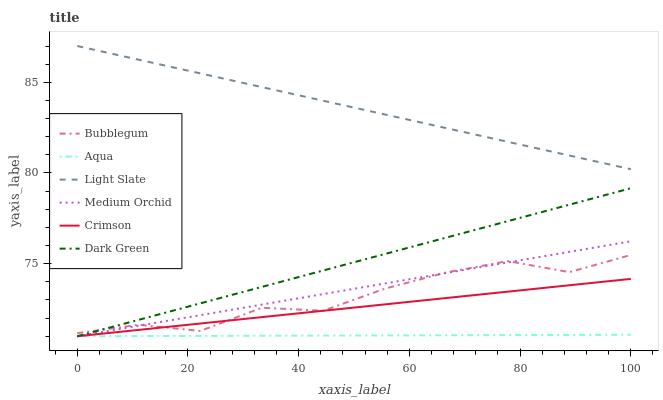 title
yaxis_label
85
80
75
Bubblegum
Aqua
Light Slate
Medium Orchid
Crimson
Dark Green
0
20
40
60
80
100
xaxis_label